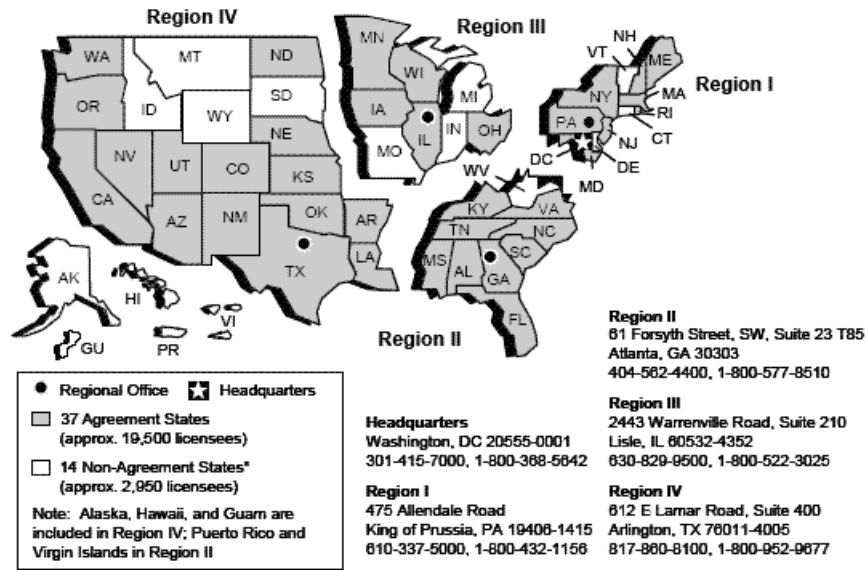 Region IV
Region III
Region I
WA
MT
ND
MN
VT
NH
ME
OR
ID
SD
WI
MI
NY
MA
WY
IA
IL
IN
OH
PA
RI
CT
NE
NJ
NV
UT
CO
MO
DC
DE
MD
CA
KS
WV
KY
VA
AZ
NM
OK
AR
TN
NC
SC
TX
LA
MS
AL
GA
AK
HI
VI
FL
GU
PR
Region II
Regional Office
Headquarters
37 Agreement States
(approx. 19,500 licensees)
14 Non-Agreement States*
(approx. 2,950 licensees)
Note: Alaska, Hawaii, and Guam are
included in Region IV; Puerto Rico and
Virgin Islands in Region II
Headquarters
Washington, DC 20555-0001
301-415-7000, 1-800-368-5642
Region I
475 Allendale Road
King of Prussia, PA 19406-1415
610-337-5000, 1-800-432-1156
Region II
61 Forsyth Street, SW, Suite 23 T85
Atlanta, GA 30303
404-562-4400, 1-800-577-8510
Region III
2443 Warrenville Road, Suite 210
Lisle, IL 60532-4352
630-829-9500, 1-800-522-3025
Region IV
612 E Lamar Road, Suite 400
Arlington, TX 76011-4005
817-860-8100, 1-800-952-9677